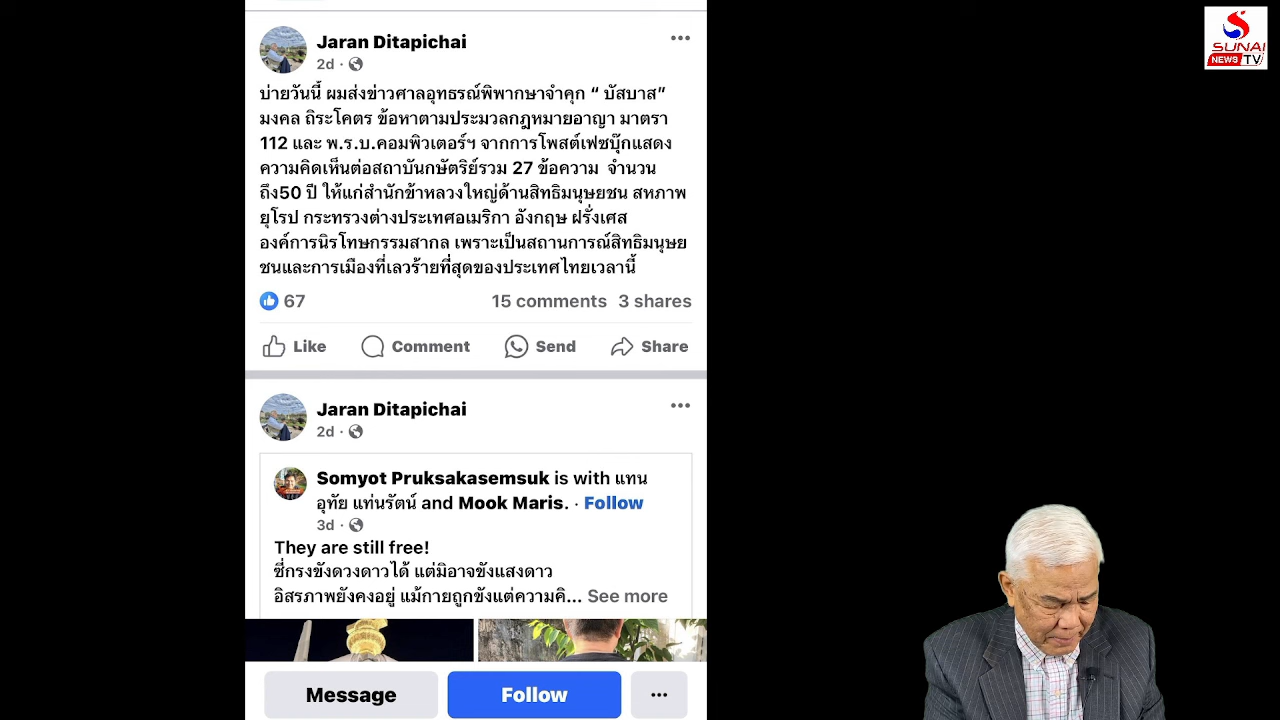 Jaran Ditapichai
2d ·
บ่ายวันนี้ ผมส่งข่าวศาลอุทธรณ์พิพากษาจำคุก “ บัสบาส”
มงคล ถิระโคตร ข้อหาตามประมวลกฎหมายอาญา มาตรา
112 และ พ.ร.บ.คอมพิวเตอร์ฯ จากการโพสต์เฟซบุ๊กแสดง
ความคิดเห็นต่อสถาบันกษัตริย์รวม 27 ข้อความ จำนวน
ถึง50 ปี ให้แก่สำนักข้าหลวงใหญ่ด้านสิทธิมนุษยชน สหภาพ
ยุโรป กระทรวงต่างประเทศอเมริกา อังกฤษ ฝรั่งเศส
องค์การนิรโทษกรรมสากล เพราะเป็นสถานการณ์สิทธิมนุษย
ชนและการเมืองที่เลวร้ายที่สุดของประเทศไทยเวลานี้
67 15 comments 3 shares
Like Comment Send Share
Jaran Ditapichai
2d ·
Somyot Pruksakasemsuk is with แทน
อุทัย แท่นรัตน์ and Mook Maris. · Follow
3d ·
They are still free!
ซี่กรงขังดวงดาวได้ แต่มิอาจขังแสงดาว
อิสรภาพยังคงอยู่ แม้กายถูกขังแต่ความคิ... See more
Message Follow ...
SUNAI
NEWS TV